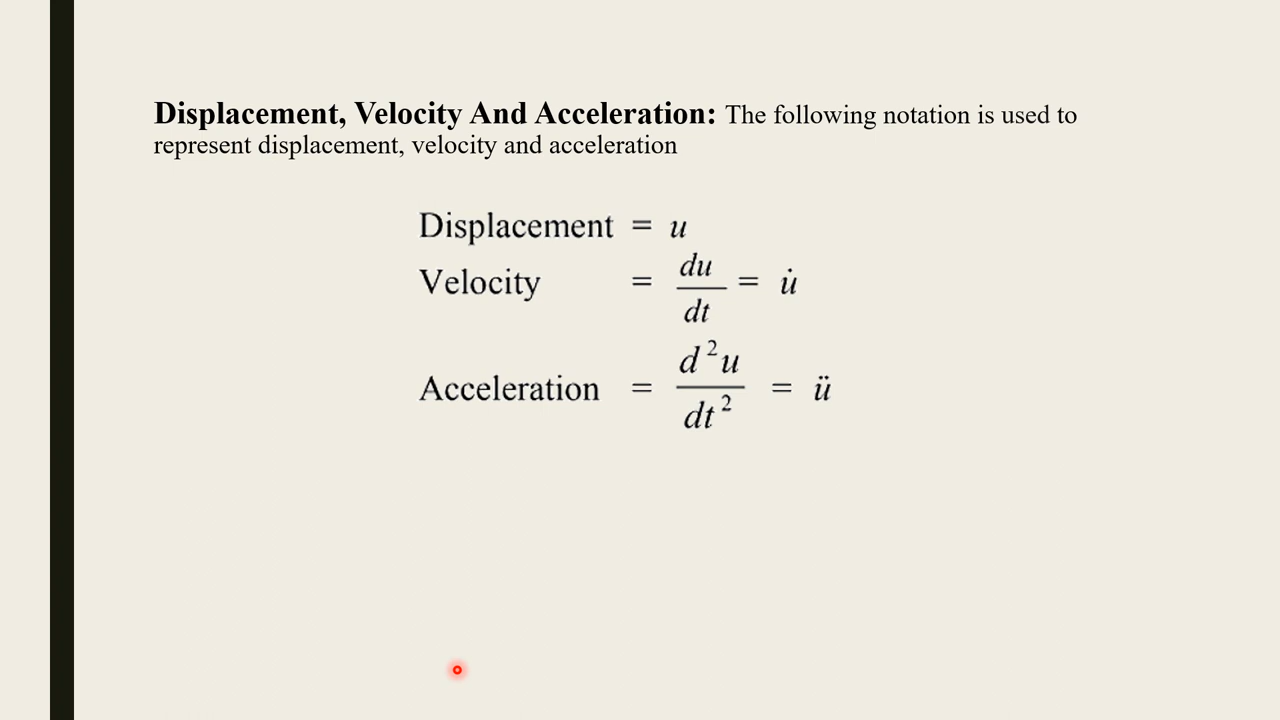 Displacement, Velocity And Acceleration: The following notation is used to
represent displacement, velocity and acceleration
Displacement = u
Velocity = du/dt = u̇
Acceleration = d²u/dt² = ü